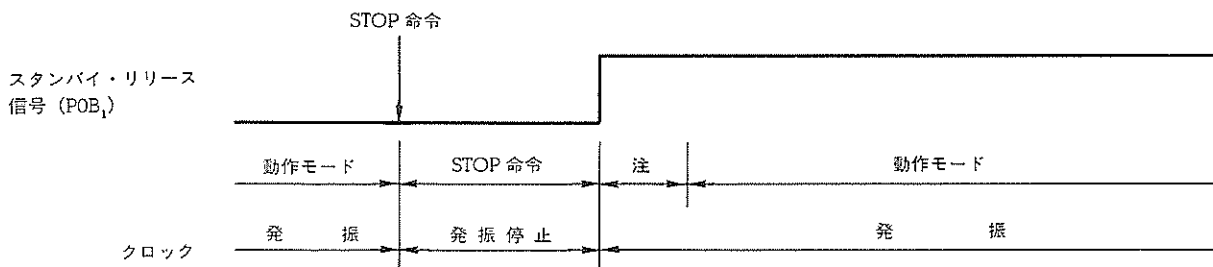 STOP 命令
スタンバイ・リリース
信号 (P0B₁)
動作モード STOP 命令 注 動作モード
クロック 発 振 発 振 停 止 発 振